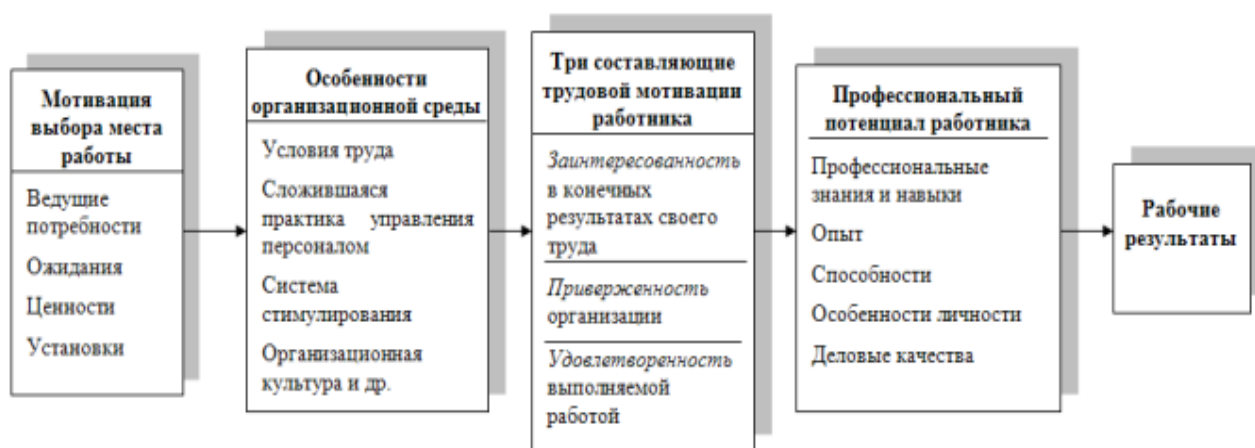 Мотивация
выбора места
работы
Ведущие
потребности
Ожидания
Ценности
Установки
Особенности
организационной среды
Условия труда
Сложившаяся
практика управления
персоналом
Система
стимулирования
Организационная
культура и др.
Три составляющие
трудовой мотивации
работника
Заинтересованность
в конечных
результатах своего
труда
Приверженность
организации
Удовлетворенность
выполняемой
работой
Профессиональный
потенциал работника
Профессиональные
знания и навыки
Опыт
Способности
Особенности личности
Деловые качества
Рабочие
результаты